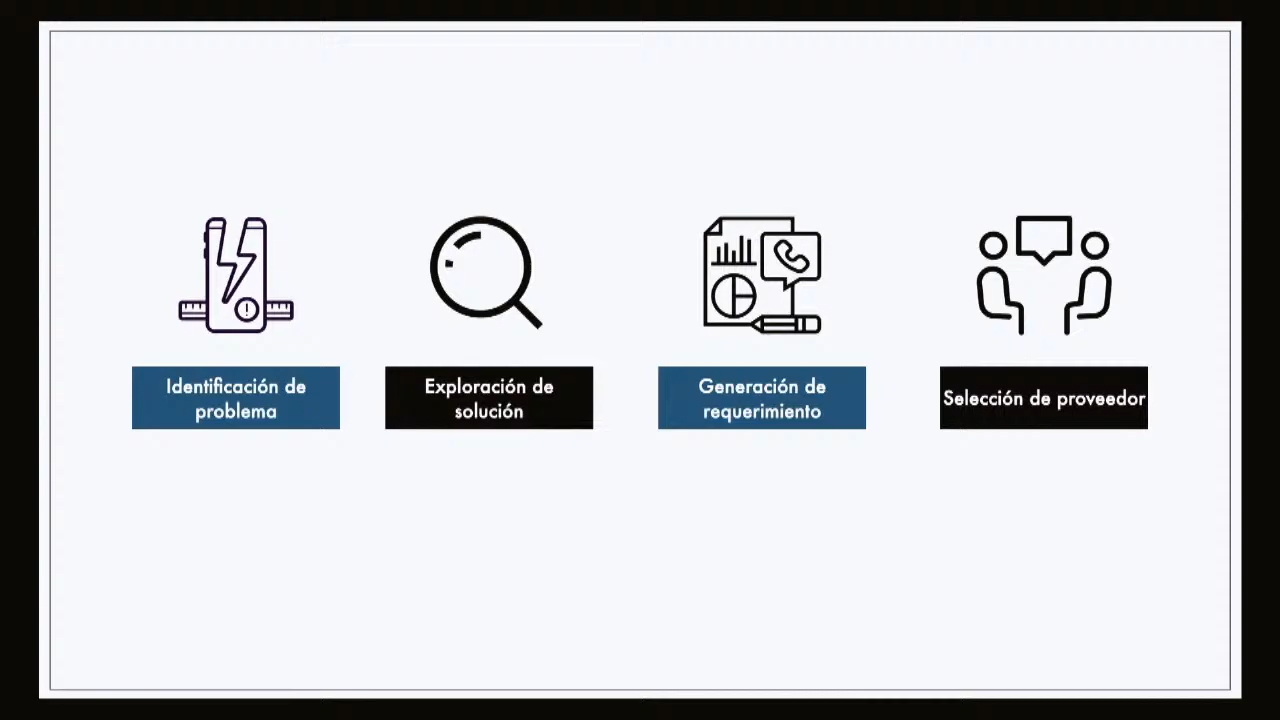 Identificación de
problema
Exploración de
solución
Generación de
requerimiento
Selección de proveedor